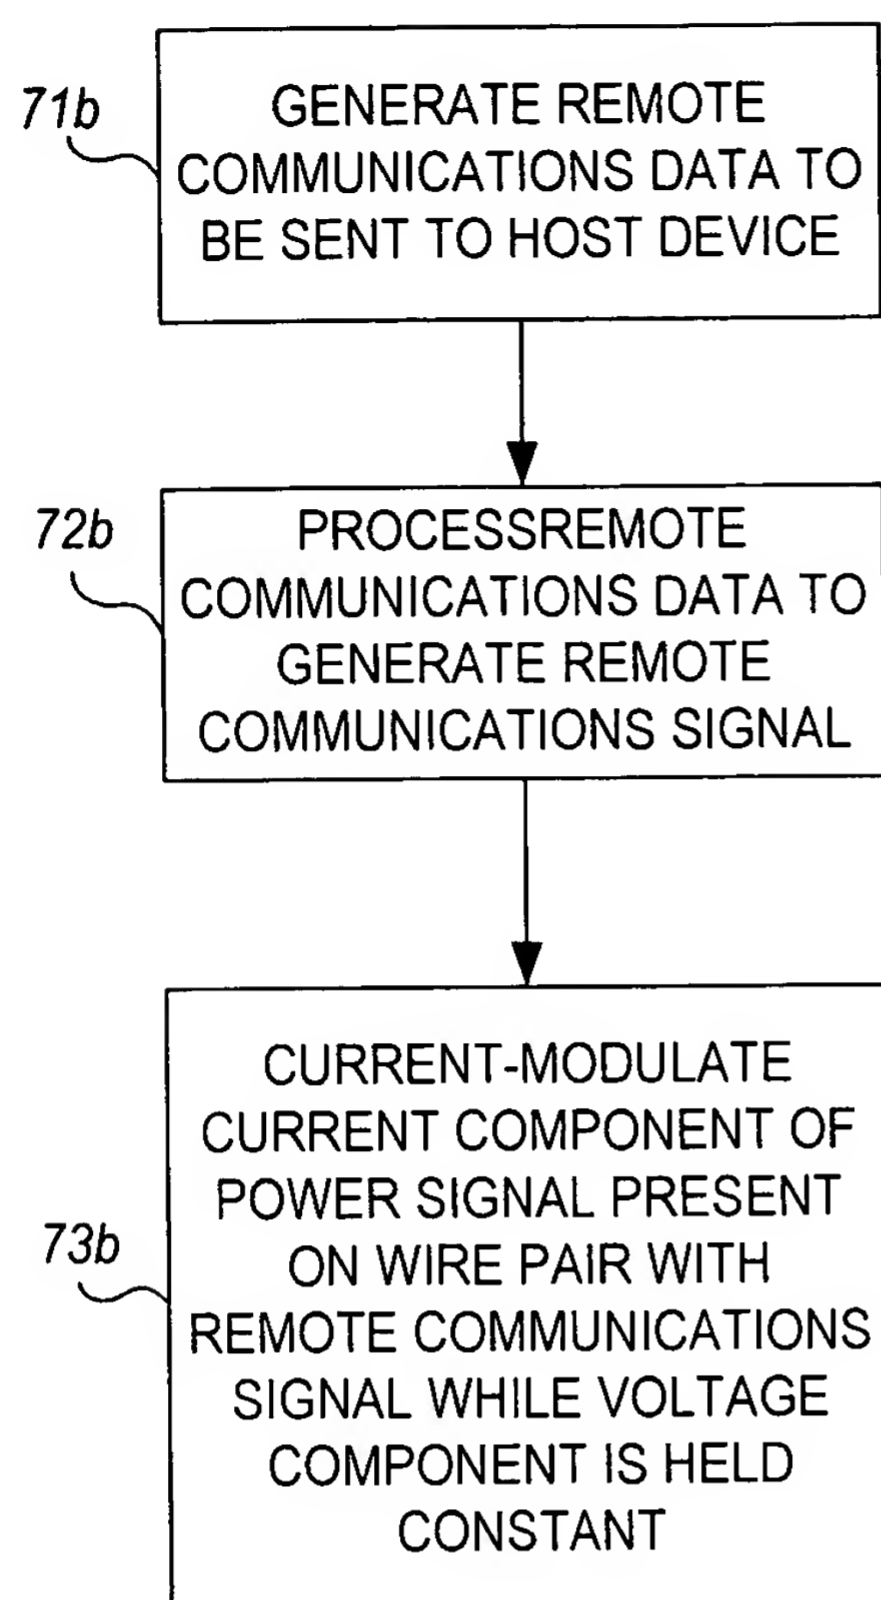 71b
GENERATE REMOTE
COMMUNICATIONS DATA TO
BE SENT TO HOST DEVICE
72b
PROCESSREMOTE
COMMUNICATIONS DATA TO
GENERATE REMOTE
COMMUNICATIONS SIGNAL
73b
CURRENT-MODULATE
CURRENT COMPONENT OF
POWER SIGNAL PRESENT
ON WIRE PAIR WITH
REMOTE COMMUNICATIONS
SIGNAL WHILE VOLTAGE
COMPONENT IS HELD
CONSTANT